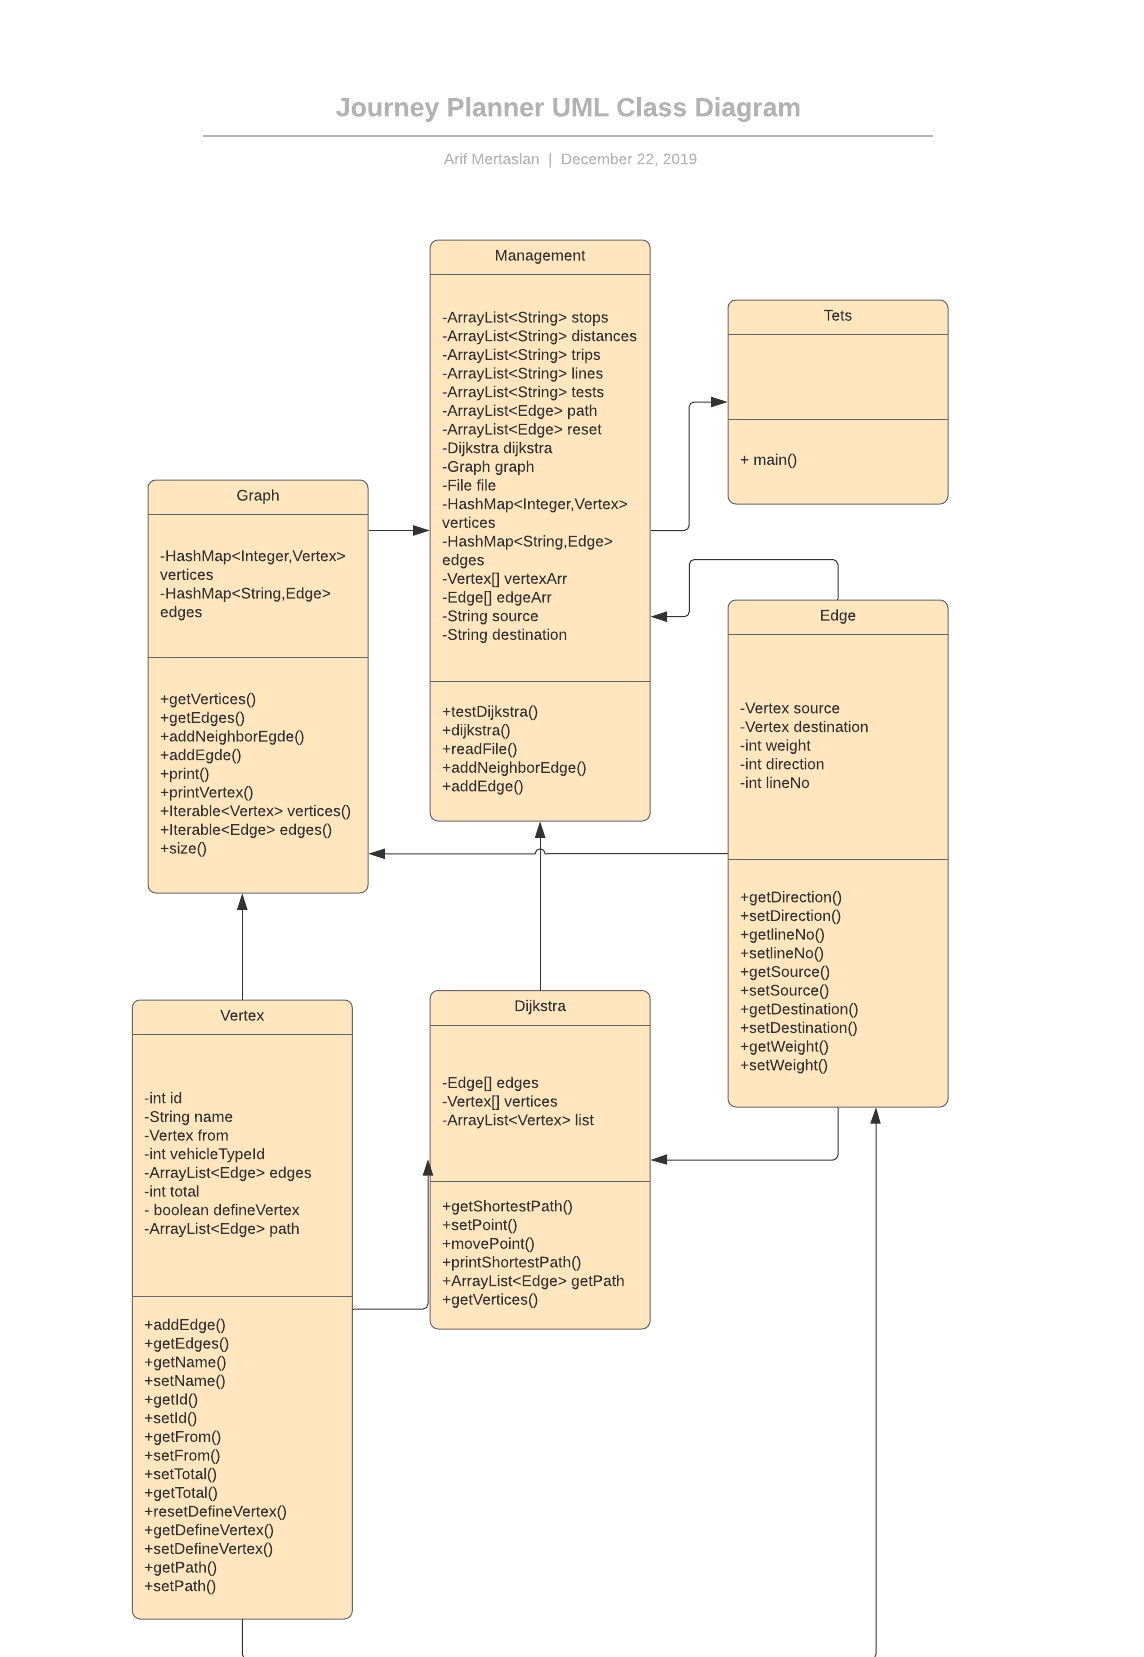 Journey Planner UML Class Diagram
Arif Mertaslan | December 22, 2019
Management
-ArrayList<String> stops
-ArrayList<String> distances
-ArrayList<String> trips
-ArrayList<String> lines
-ArrayList<String> tests
-ArrayList<Edge> path
-ArrayList<Edge> reset
-Dijkstra dijkstra
-Graph graph
-File file
-HashMap<Integer,Vertex>
vertices
-HashMap<String,Edge>
edges
-Vertex[] vertexArr
-Edge[] edgeArr
-String source
-String destination
+testDijkstra()
+dijkstra()
+readFile()
+addNeighborEdge()
+addEdge()
Tets
+ main()
Graph
-HashMap<Integer,Vertex>
vertices
-HashMap<String,Edge>
edges
+getVertices()
+getEdges()
+addNeighborEgde()
+addEgde()
+print()
+printVertex()
+Iterable<Vertex> vertices()
+Iterable<Edge> edges()
+size()
Edge
-Vertex source
-Vertex destination
-int weight
-int direction
-int lineNo
+getDirection()
+setDirection()
+getlineNo()
+setlineNo()
+getSource()
+setSource()
+getDestination()
+setDestination()
+getWeight()
+setWeight()
Vertex
-int id
-String name
-Vertex from
-int vehicleTypeId
-ArrayList<Edge> edges
-int total
- boolean defineVertex
-ArrayList<Edge> path
+addEdge()
+getEdges()
+getName()
+setName()
+getId()
+setId()
+getFrom()
+setFrom()
+setTotal()
+getTotal()
+resetDefineVertex()
+getDefineVertex()
+setDefineVertex()
+getPath()
+setPath()
Dijkstra
-Edge[] edges
-Vertex[] vertices
-ArrayList<Vertex> list
+getShortestPath()
+setPoint()
+movePoint()
+printShortestPath()
+ArrayList<Edge> getPath
+getVertices()